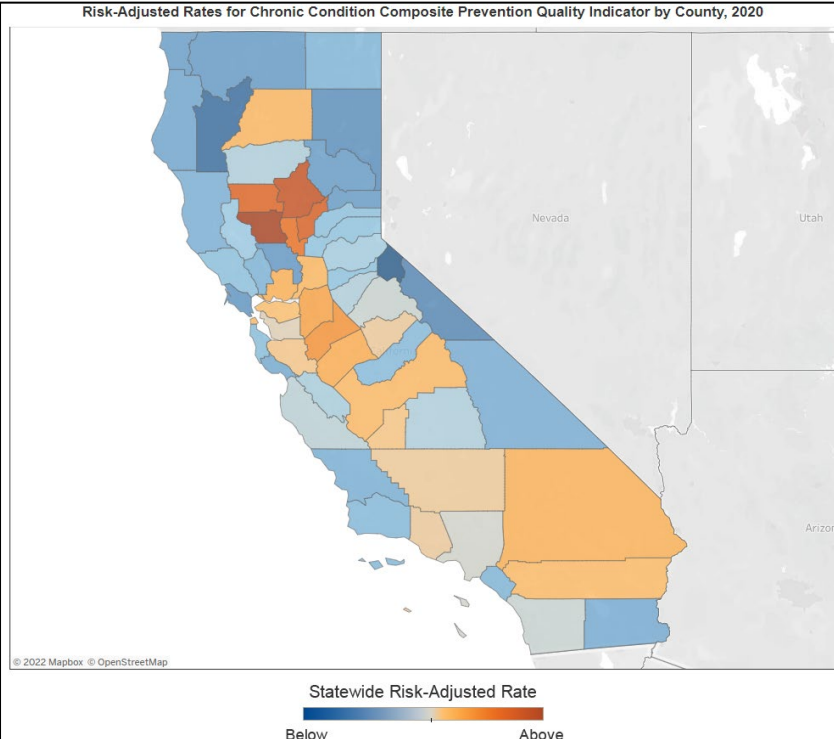 Risk-Adjusted Rates for Chronic Condition Composite Prevention Quality Indicator by County, 2020
Nevada
Utah
Arizon
© 2022 Mapbox © OpenStreetMap
Statewide Risk-Adjusted Rate
Below Above